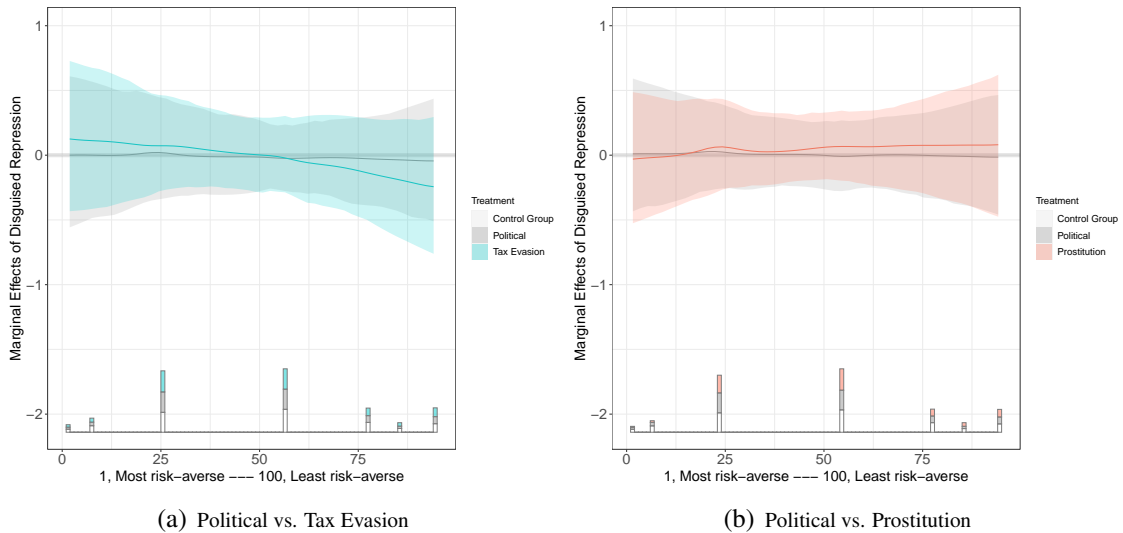 1
0
−1
−2
Marginal Effects of Disguised Repression
0
25
50
75
1, Most risk−averse −−− 100, Least risk−averse
Treatment
Control Group
Political
Tax Evasion
(a) Political vs. Tax Evasion
1
0
−1
−2
Marginal Effects of Disguised Repression
0
25
50
75
1, Most risk−averse −−− 100, Least risk−averse
Treatment
Control Group
Political
Prostitution
(b) Political vs. Prostitution